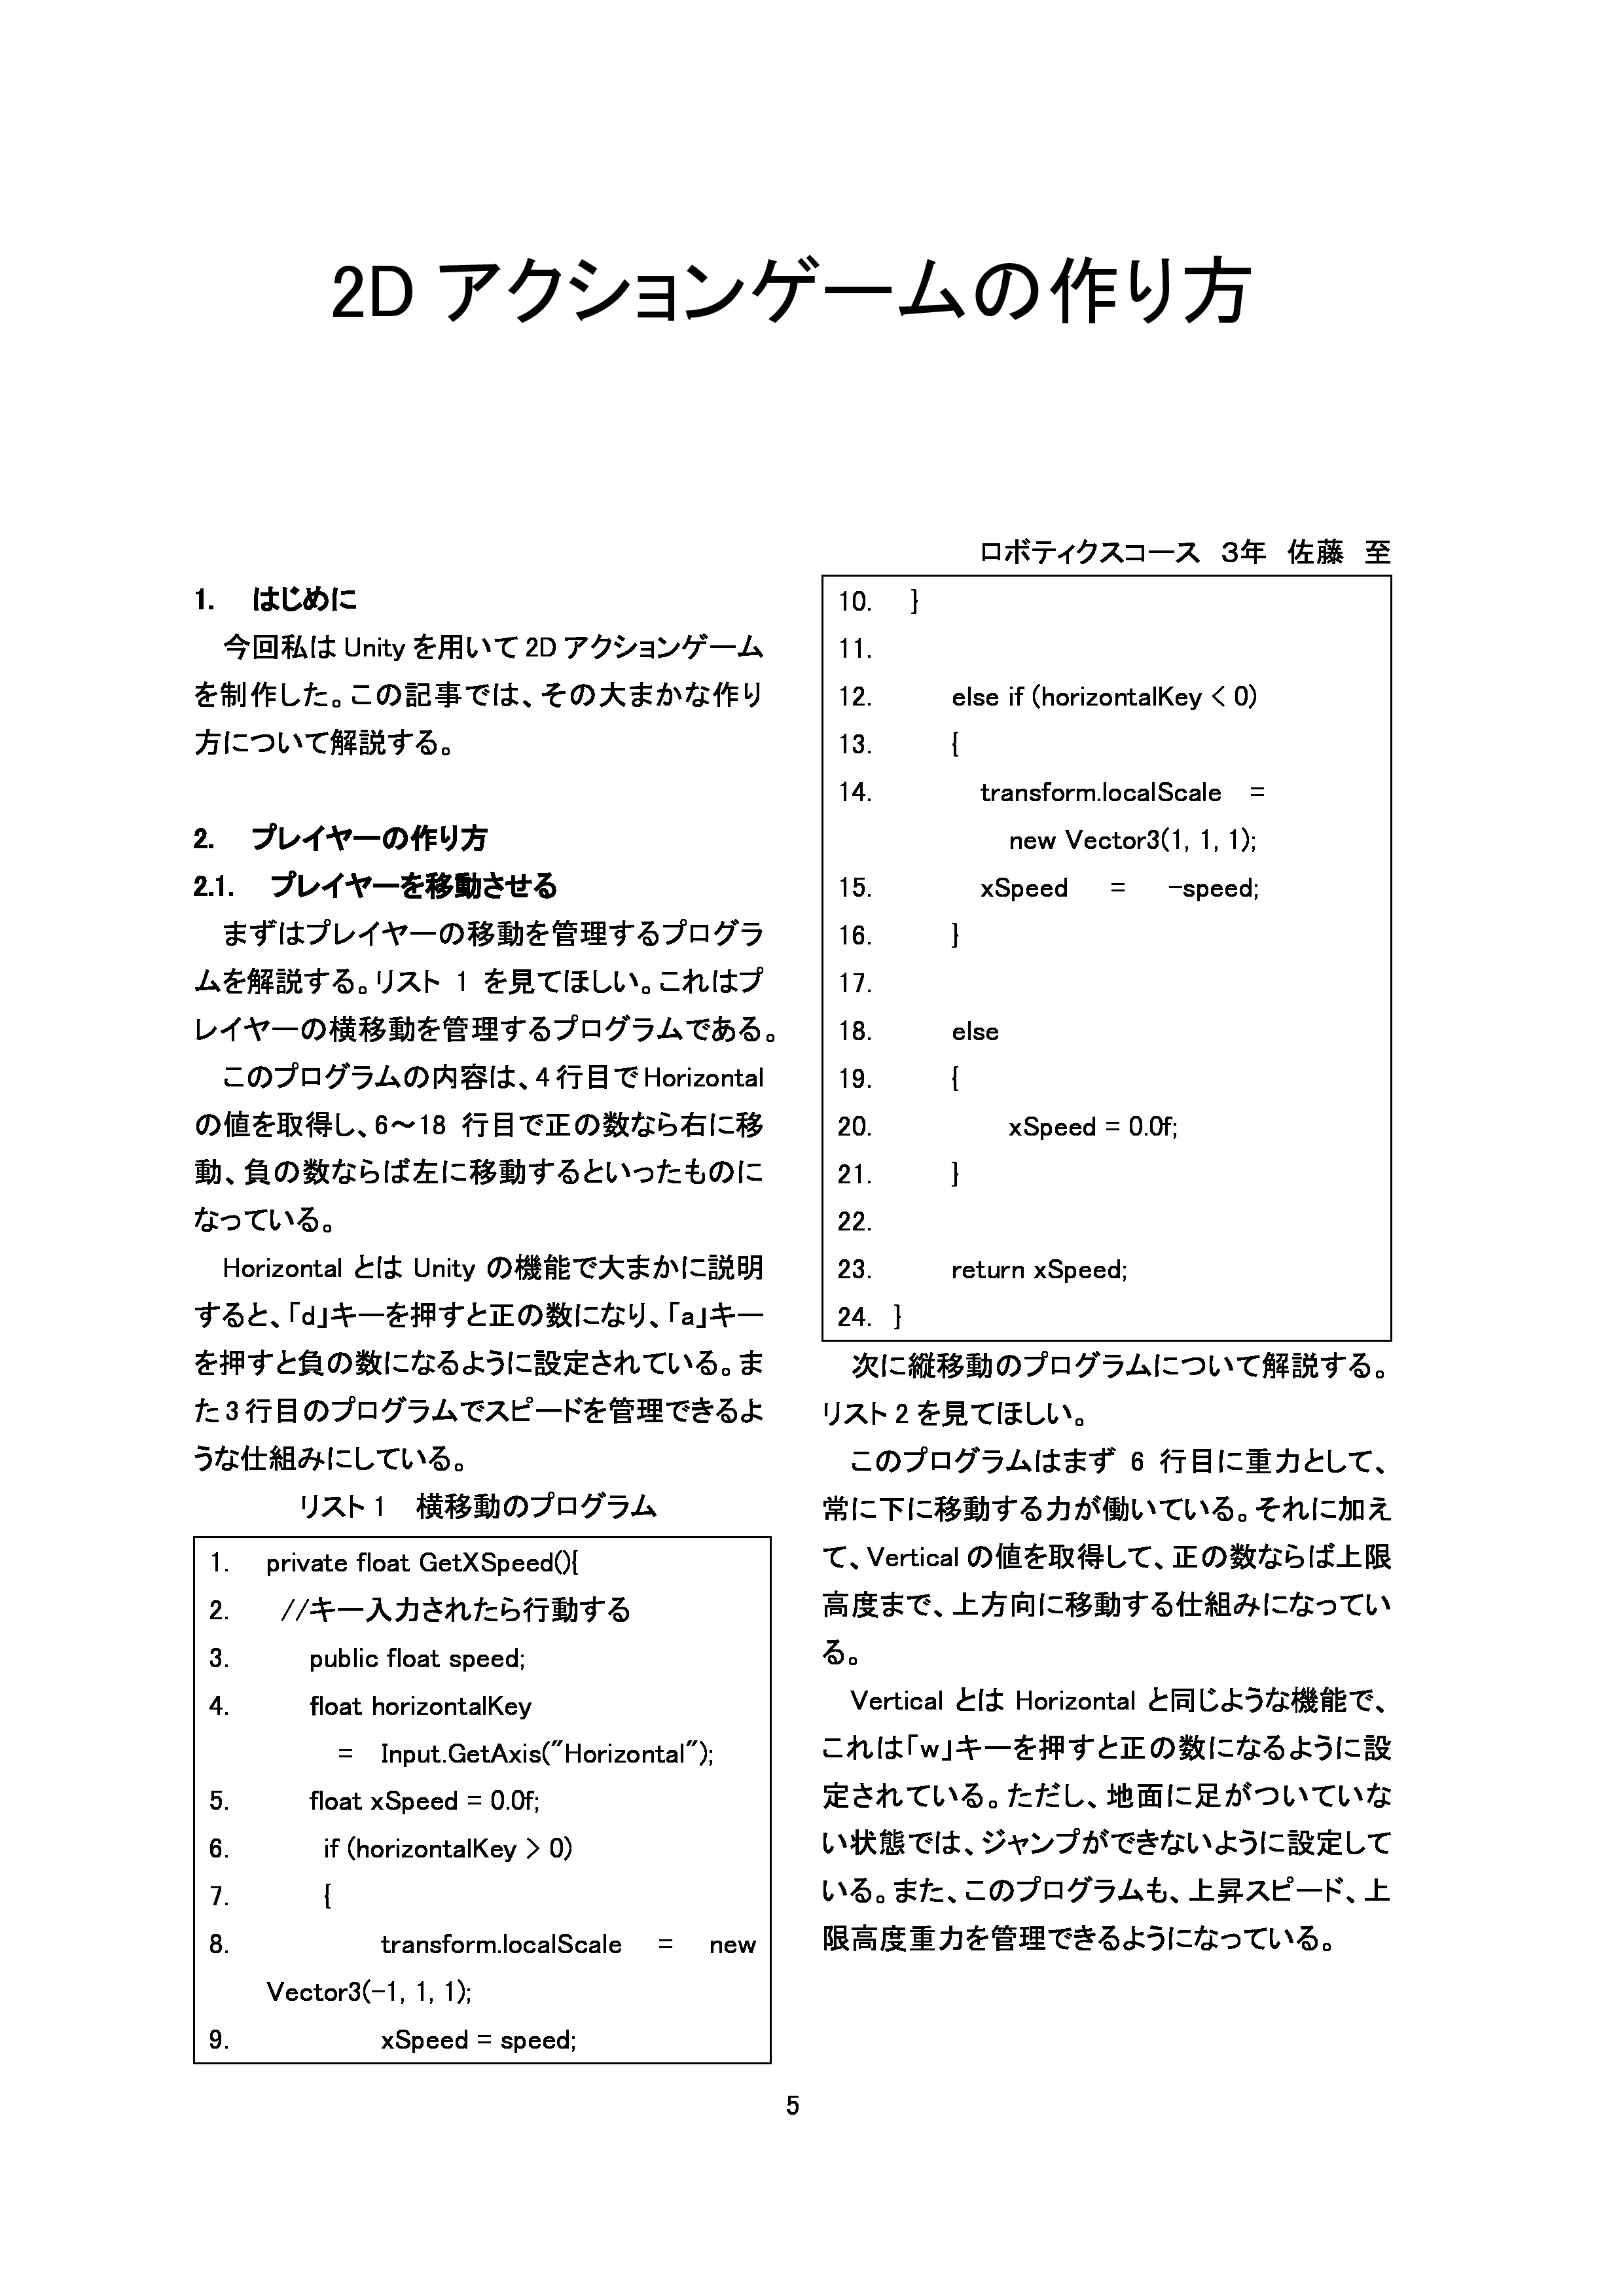 2D アクションゲームの作り方
ロボティクスコース 3年 佐藤 至
1. はじめに
今回私は Unity を用いて 2D アクションゲーム
を制作した。この記事では、その大まかな作り
方について解説する。
2. プレイヤーの作り方
2.1. プレイヤーを移動させる
まずはプレイヤーの移動を管理するプログラ
ムを解説する。リスト 1 を見てほしい。これはプ
レイヤーの横移動を管理するプログラムである。
このプログラムの内容は、4 行目で Horizontal
の値を取得し、6～18 行目で正の数なら右に移
動、負の数ならば左に移動するといったものに
なっている。
Horizontal とは Unity の機能で大まかに説明
すると、「d」キーを押すと正の数になり、「a」キー
を押すと負の数になるように設定されている。ま
た 3 行目のプログラムでスピードを管理できるよ
うな仕組みにしている。
リスト 1 横移動のプログラム
1. private float GetXSpeed(){
2. //キー入力されたら行動する
3. public float speed;
4. float horizontalKey
= Input.GetAxis("Horizontal");
5. float xSpeed = 0.0f;
6. if (horizontalKey > 0)
7. {
8. transform.localScale = new
Vector3(-1, 1, 1);
9. xSpeed = speed;
10. }
11.
12. else if (horizontalKey < 0)
13. {
14. transform.localScale =
new Vector3(1, 1, 1);
15. xSpeed = -speed;
16. }
17.
18. else
19. {
20. xSpeed = 0.0f;
21. }
22.
23. return xSpeed;
24. }
次に縦移動のプログラムについて解説する。
リスト 2 を見てほしい。
このプログラムはまず 6 行目に重力として、
常に下に移動する力が働いている。それに加え
て、Vertical の値を取得して、正の数ならば上限
高度まで、上方向に移動する仕組みになってい
る。
Vertical とは Horizontal と同じような機能で、
これは「w」キーを押すと正の数になるように設
定されている。ただし、地面に足がついていな
い状態では、ジャンプができないように設定して
いる。また、このプログラムも、上昇スピード、上
限高度重力を管理できるようになっている。
5